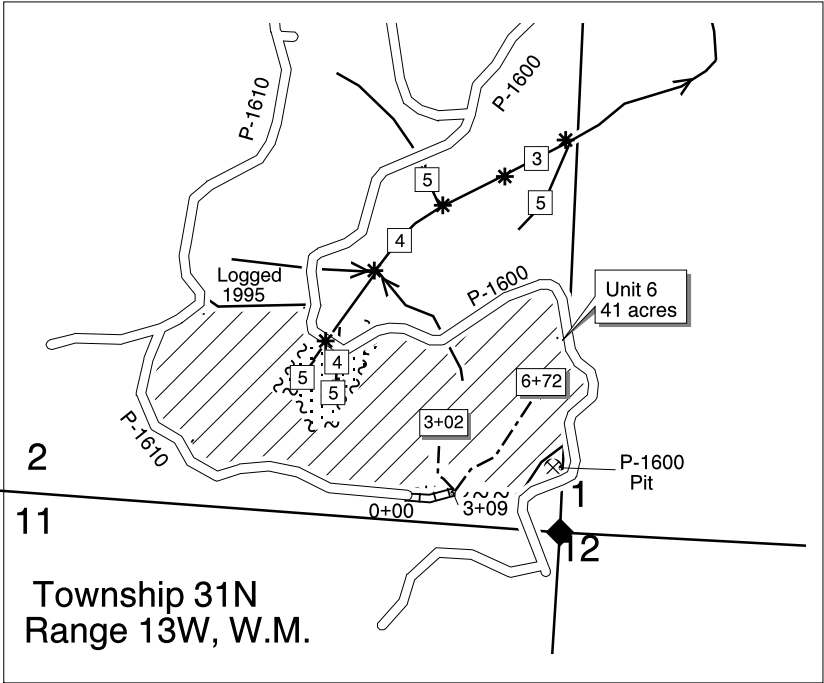 P-1610
P-1600
3
5
5
4
Logged
1995
P-1600
Unit 6
41 acres
4
5
5
6+72
3+02
P-1610
2
P-1600
Pit
1
0+00
3+09
11
12
Township 31N
Range 13W, W.M.